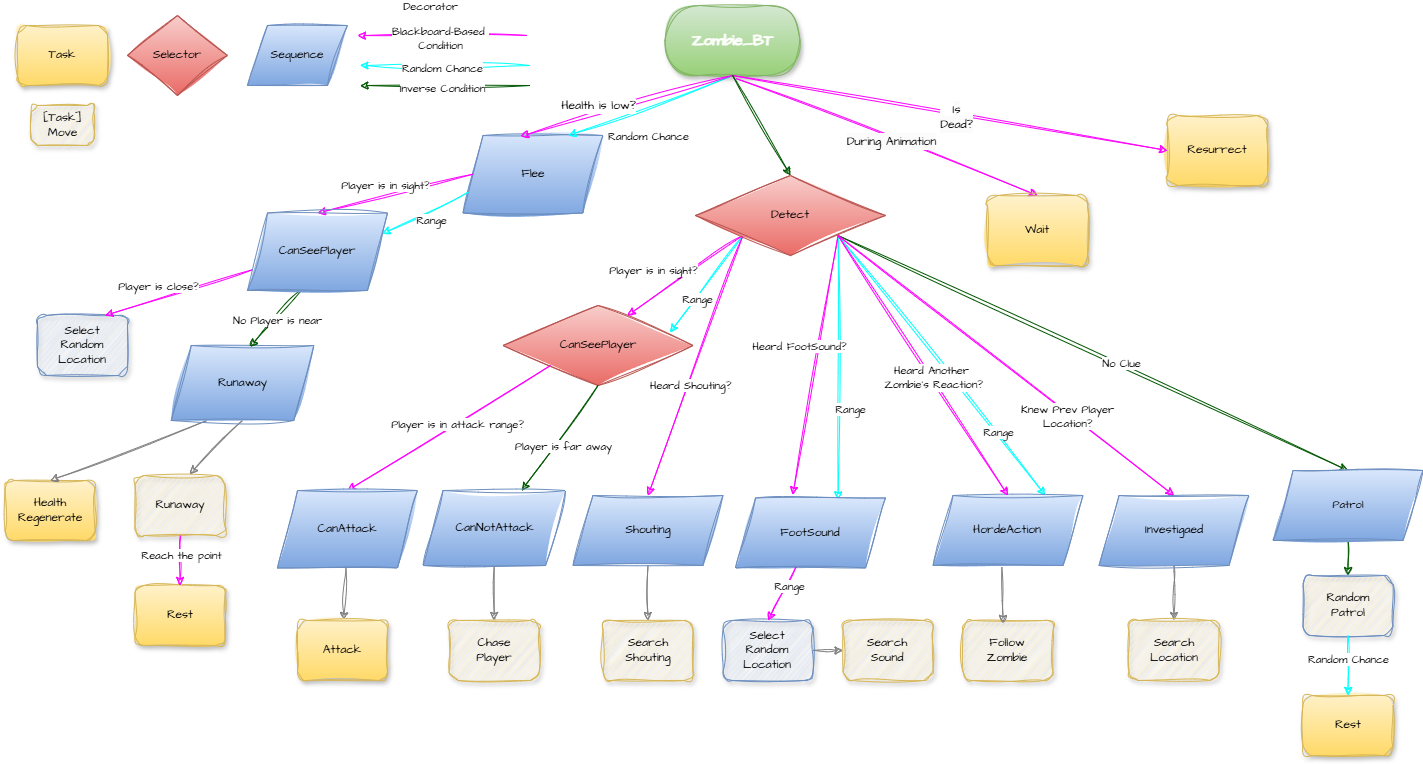 Decorator
Task
Selector
Sequence
Blackboard-Based
Condition
Random Chance
Inverse Condition
[Task]
Move
Zombie_BT
Health is low?
Random Chance
During Animation
Is
Dead?
Resurrect
Flee
Wait
Detect
Player is in sight?
Range
CanSeePlayer
Player is close?
Select
Random
Location
No Player is near
Runaway
Health
Regenerate
Runaway
Reach the point
Rest
Player is in sight?
Range
CanSeePlayer
Heard Shouting?
Heard FootSound?
Range
Heard Another
Zombie's Reaction?
Range
Knew Prev Player
Location?
No Clue
Player is in attack range?
Player is far away
CanAttack
CanNotAttack
Shouting
FootSound
HordeAction
Investigaed
Patrol
Range
Attack
Chase
Player
Search
Shouting
Select
Random
Location
Search
Sound
Follow
Zombie
Search
Location
Random
Patrol
Random Chance
Rest